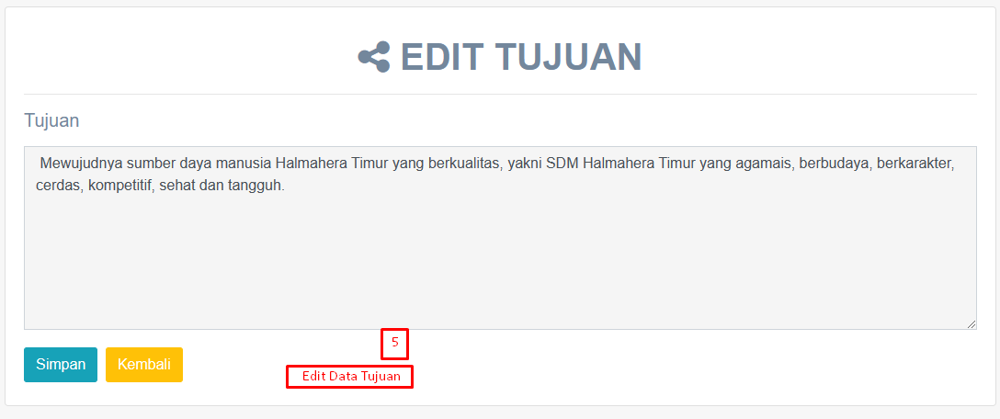 EDIT TUJUAN
Tujuan
Mewujudnya sumber daya manusia Halmahera Timur yang berkualitas, yakni SDM Halmahera Timur yang agamais, berbudaya, berkarakter,
cerdas, kompetitif, sehat dan tangguh.
5
Simpan Kembali
Edit Data Tujuan